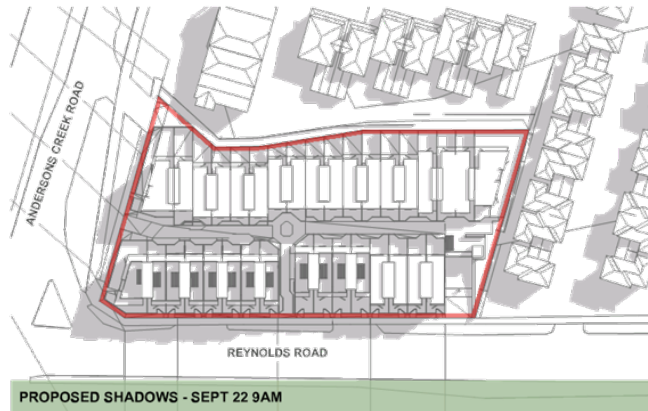 ANDERSONS CREEK ROAD
REYNOLDS ROAD
PROPOSED SHADOWS - SEPT 22 9AM